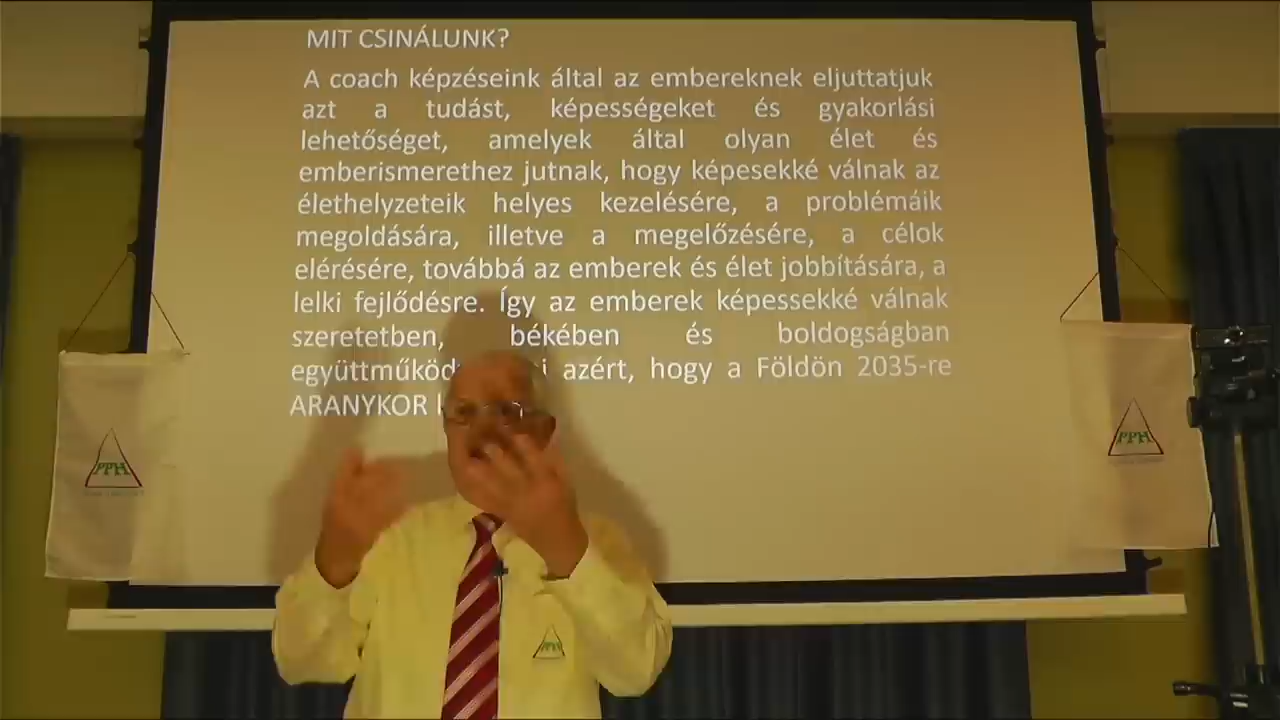 MIT CSINÁLUNK?
A coach képzéseink által az embereknek eljuttatjuk
azt a tudást, képességeket és gyakorlási
lehetőséget, amelyek által olyan élet és
emberismerethez jutnak, hogy képesekké válnak az
élethelyzeteik helyes kezelésére, a problémáik
megoldására, illetve a megelőzésére, a célok
elérésére, továbbá az emberek és élet jobbítására, a
lelki fejlődésre. Így az emberek képessekké válnak
szeretetben, békében és boldogságban
azért, hogy a Földön 2035-re
ARANYKOR
PPH
PPH
PPH